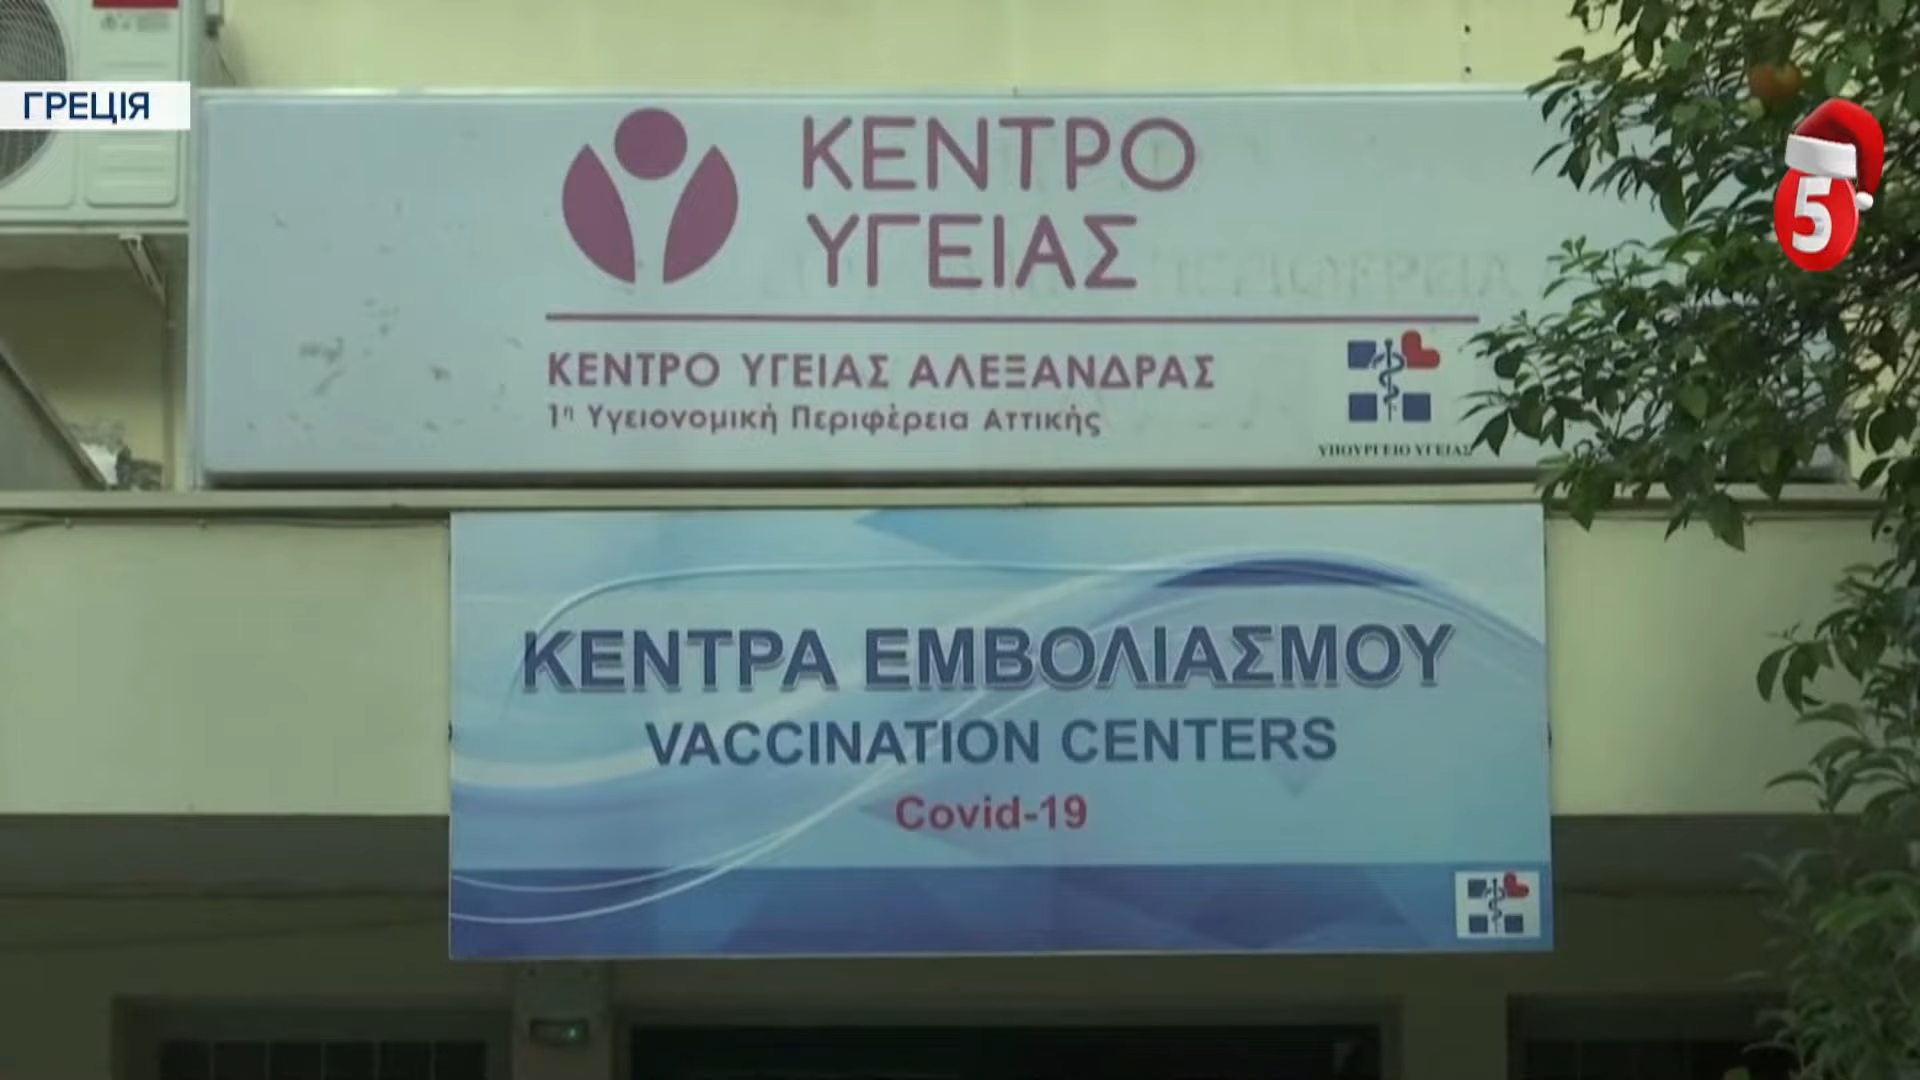 ГРЕЦІЯ
5
ΚΕΝΤΡΟ
ΥΓΕΙΑΣ
ΚΕΝΤΡΟ ΥΓΕΙΑΣ ΑΛΕΞΑΝΔΡΑΣ
1η Υγειονομική Περιφέρεια Αττικής
ΥΠΟΥΡΓΕΙΟ ΥΓΕΙΑΣ
ΚΕΝΤΡΑ ΕΜΒΟΛΙΑΣΜΟΥ
VACCINATION CENTERS
Covid-19